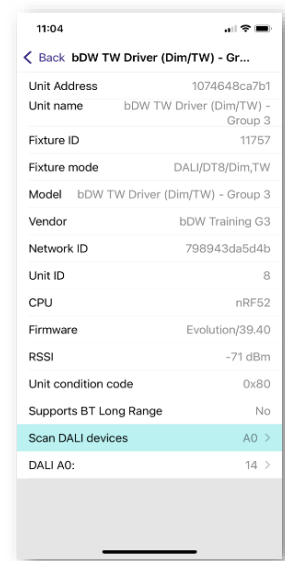 11:04
Back bDW TW Driver (Dim/TW) - Gr...
Unit Address 1074648ca7b1
Unit name bDW TW Driver (Dim/TW) -
Group 3
Fixture ID 11757
Fixture mode DALI/DT8/Dim,TW
Model bDW TW Driver (Dim/TW) - Group 3
Vendor bDW Training G3
Network ID 798943da5d4b
Unit ID 8
CPU nRF52
Firmware Evolution/39.40
RSSI -71 dBm
Unit condition code 0x80
Supports BT Long Range No
Scan DALI devices A0
DALI A0: 14